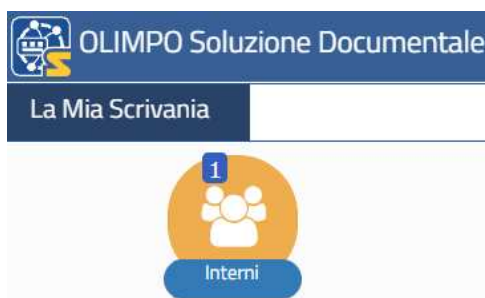 OLIMPO Soluzione Documentale
S
La Mia Scrivania
1
Interni